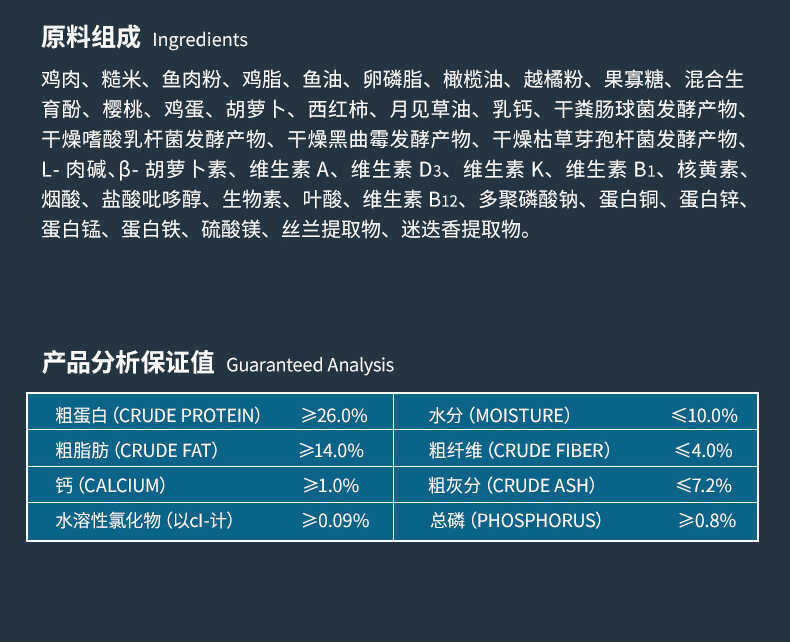 原料组成 Ingredients
鸡肉、糙米、鱼肉粉、鸡脂、鱼油、卵磷脂、橄榄油、越橘粉、果寡糖、混合生
育酚、樱桃、鸡蛋、胡萝卜、西红柿、月见草油、乳钙、干粪肠球菌发酵产物、
干燥嗜酸乳杆菌发酵产物、干燥黑曲霉发酵产物、干燥枯草芽孢杆菌发酵产物、
L- 肉碱、β- 胡萝卜素、维生素 A、维生素 D3、维生素 K、维生素 B1、核黄素、
烟酸、盐酸吡哆醇、生物素、叶酸、维生素 B12、多聚磷酸钠、蛋白铜、蛋白锌、
蛋白锰、蛋白铁、硫酸镁、丝兰提取物、迷迭香提取物。
产品分析保证值 Guaranteed Analysis
粗蛋白（CRUDE PROTEIN） ≥26.0% 水分（MOISTURE） ≤10.0%
粗脂肪（CRUDE FAT） ≥14.0% 粗纤维（CRUDE FIBER） ≤4.0%
钙（CALCIUM） ≥1.0% 粗灰分（CRUDE ASH） ≤7.2%
水溶性氯化物（以cl-计） ≥0.09% 总磷（PHOSPHORUS） ≥0.8%